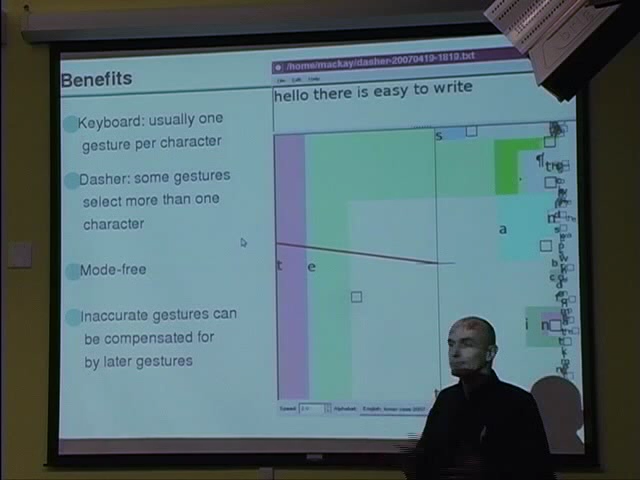 Benefits
Keyboard: usually one
gesture per character
Dasher: some gestures
select more than one
character
Mode-free
Inaccurate gestures can
be compensated for
by later gestures
/home/mackay/dasher-20070419-1819.txt
hello there is easy to write
s
a
t e
i n